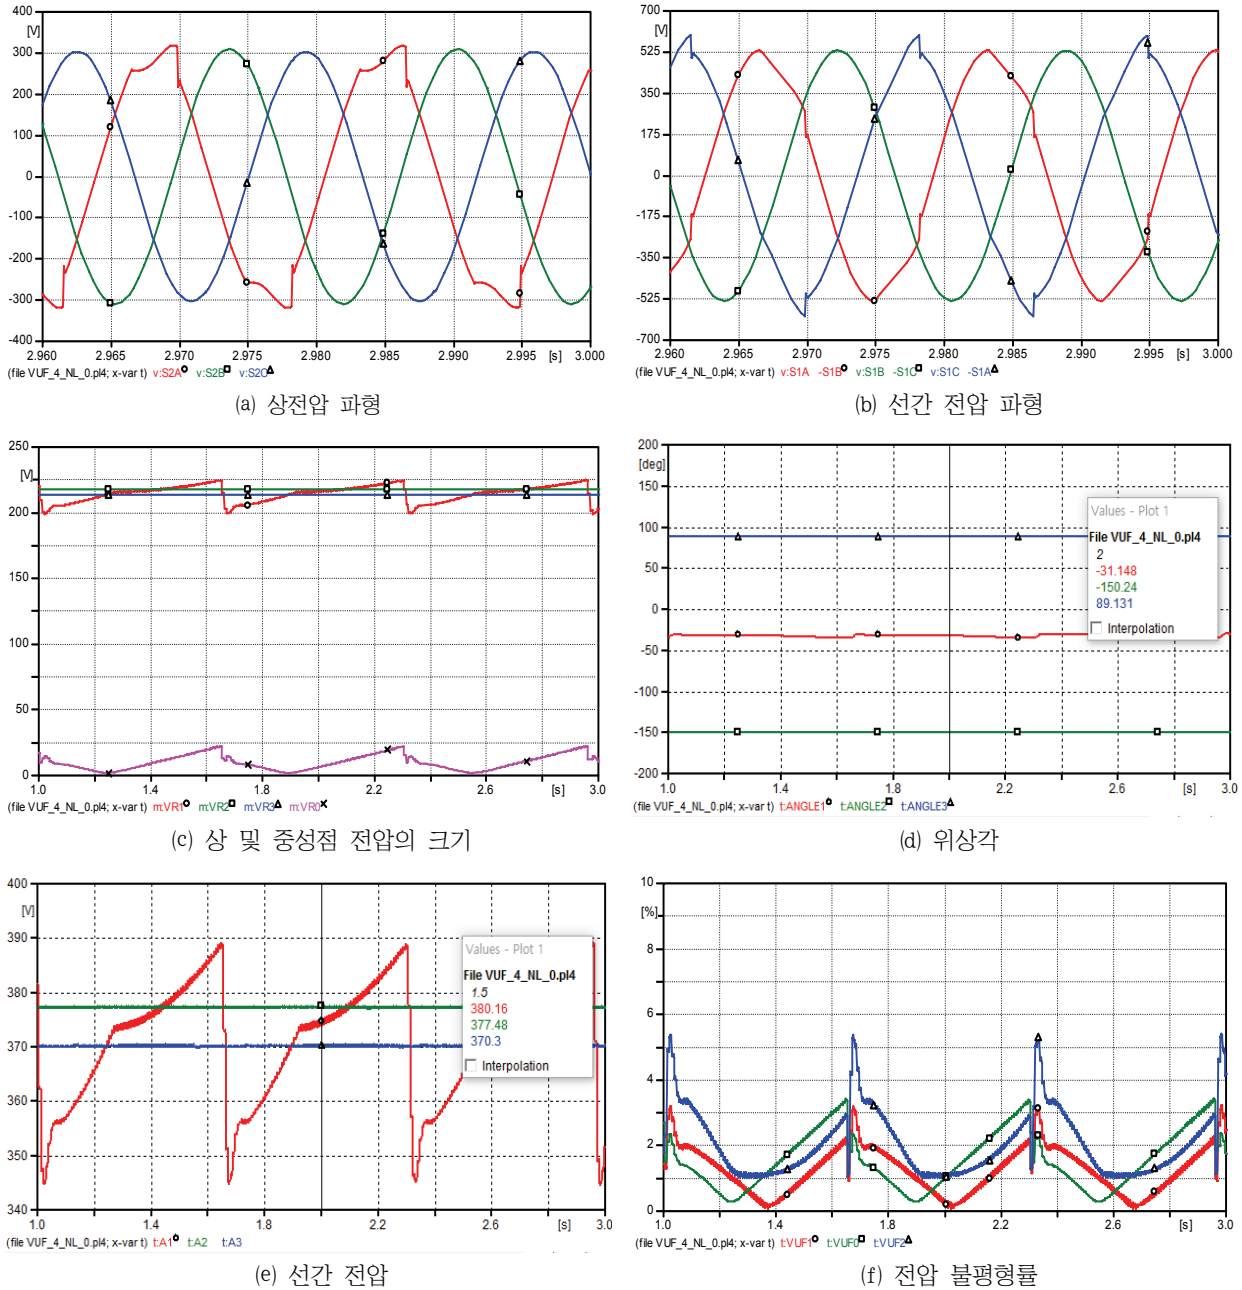 400
[V]
300
200
100
0
-100
-200
-300
-400
2.960 2.965 2.970 2.975 2.980 2.985 2.990 2.995 [s] 3.000
(file VUF_4_NL_0.pl4; x-var t) v:S2A v:S2B v:S2C
(a) 상전압 파형
700
[V]
525
350
175
0
-175
-350
-525
-700
2.960 2.965 2.970 2.975 2.980 2.985 2.990 2.995 [s] 3.000
(file VUF_4_NL_0.pl4; x-var t) v:S1A -S1B v:S1B -S1C v:S1C -S1A
(b) 선간 전압 파형
250
[V]
200
150
100
50
0
1.0 1.4 1.8 2.2 2.6 [s] 3.0
(file VUF_4_NL_0.pl4; x-var t) m:VR1 m:VR2 m:VR3 m:VR0
(c) 상 및 중성점 전압의 크기
200
[deg]
150
100
50
0
-50
-100
-150
-200
1.0 1.4 1.8 2.2 2.6 [s] 3.0
Values - Plot 1
File VUF_4_NL_0.pl4
2
-31.148
-150.24
89.131
Interpolation
(file VUF_4_NL_0.pl4; x-var t) t:ANGLE1 t:ANGLE2 t:ANGLE3
(d) 위상각
400
[V]
390
380
370
360
350
340
1.0 1.4 1.8 2.2 2.6 [s] 3.0
Values - Plot 1
File VUF_4_NL_0.pl4
1.5
380.16
377.48
370.3
Interpolation
(file VUF_4_NL_0.pl4; x-var t) t:A1 t:A2 t:A3
(e) 선간 전압
10
[%]
8
6
4
2
0
1.0 1.4 1.8 2.2 2.6 [s] 3.0
(file VUF_4_NL_0.pl4; x-var t) t:VUF1 t:VUF0 t:VUF2
(f) 전압 불평형률